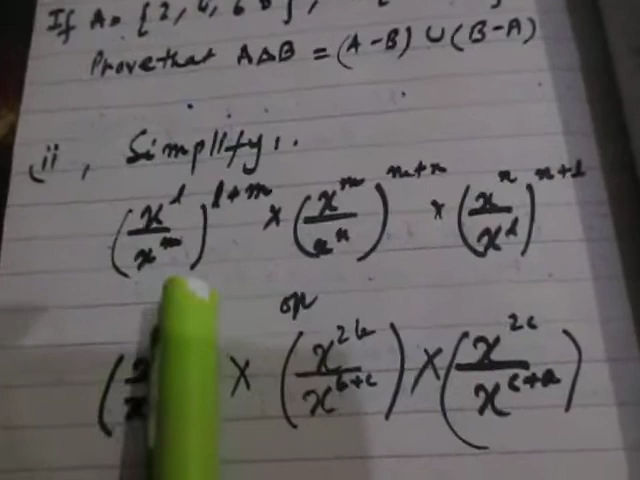 If A = {2, 4, 6, 8},
Prove that A∆B = (A-B) ∪ (B-A)
ii, Simplify:.
(x^l/x^m)^l+m × (x^m/x^n)^m+n × (x^n/x^l)^n+l
or
( × (x^2b/x^b+c) × (x^2c/x^c+a)